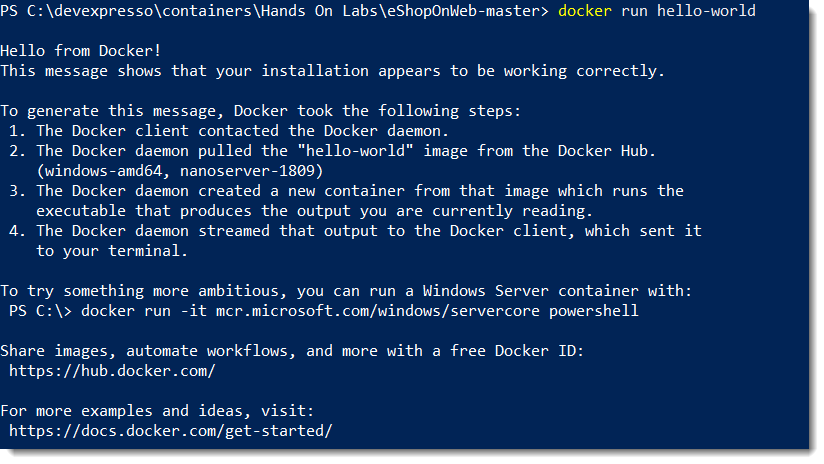 PS C:\devexpresso\containers\Hands On Labs\eShopOnWeb-master> docker run hello-world
Hello from Docker!
This message shows that your installation appears to be working correctly.
To generate this message, Docker took the following steps:
1. The Docker client contacted the Docker daemon.
2. The Docker daemon pulled the "hello-world" image from the Docker Hub.
(windows-amd64, nanoserver-1809)
3. The Docker daemon created a new container from that image which runs the
executable that produces the output you are currently reading.
4. The Docker daemon streamed that output to the Docker client, which sent it
to your terminal.
To try something more ambitious, you can run a Windows Server container with:
PS C:\> docker run -it mcr.microsoft.com/windows/servercore powershell
Share images, automate workflows, and more with a free Docker ID:
https://hub.docker.com/
For more examples and ideas, visit:
https://docs.docker.com/get-started/